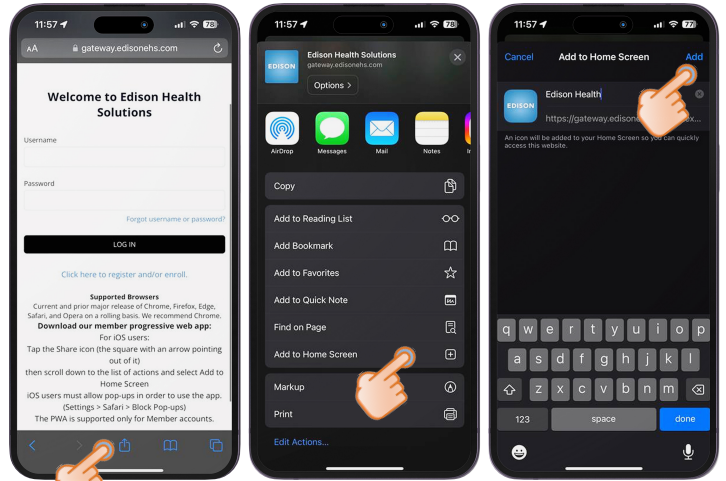 11:57
78
AA
gateway.edisonehs.com
Welcome to Edison Health
Solutions
Username
Password
Forgot username or password?
LOG IN
Click here to register and/or enroll.
Supported Browsers
Current and prior major release of Chrome, Firefox, Edge,
Safari, and Opera on a rolling basis. We recommend Chrome.
Download our member progressive web app:
For iOS users:
Tap the Share icon (the square with an arrow pointing
out of it)
then scroll down to the list of actions and select Add to
Home Screen
iOS users must allow pop-ups in order to use the app.
(Settings > Safari > Block Pop-ups)
The PWA is supported only for Member accounts.
11:57
78
EDISON
Edison Health Solutions
gateway.edisonehs.com
Options >
AirDrop
Messages
Mail
Notes
Copy
Add to Reading List
Add Bookmark
Add to Favorites
Add to Quick Note
Find on Page
Add to Home Screen
Markup
Print
Edit Actions...
11:57
77
Cancel
Add to Home Screen
Add
EDISON
Edison Health
https://gateway.edisone
An icon will be added to your Home Screen so you can quickly
access this website.
q w e r t y u i o p
a s d f g h j k l
z x c v b n m
123
space
done